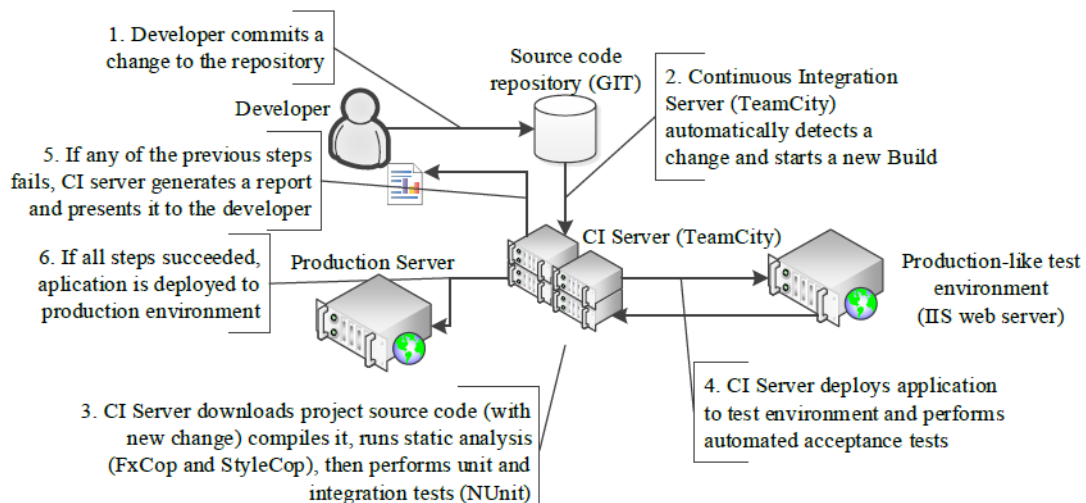 1. Developer commits a
change to the repository
Source code
repository (GIT)
2. Continuous Integration
Server (TeamCity)
automatically detects a
change and starts a new Build
Developer
5. If any of the previous steps
fails, CI server generates a report
and presents it to the developer
CI Server (TeamCity)
6. If all steps succeeded,
aplication is deployed to
production environment
Production Server
Production-like test
environment
(IIS web server)
3. CI Server downloads project source code (with
new change) compiles it, runs static analysis
(FxCop and StyleCop), then performs unit and
integration tests (NUnit)
4. CI Server deploys application
to test environment and performs
automated acceptance tests